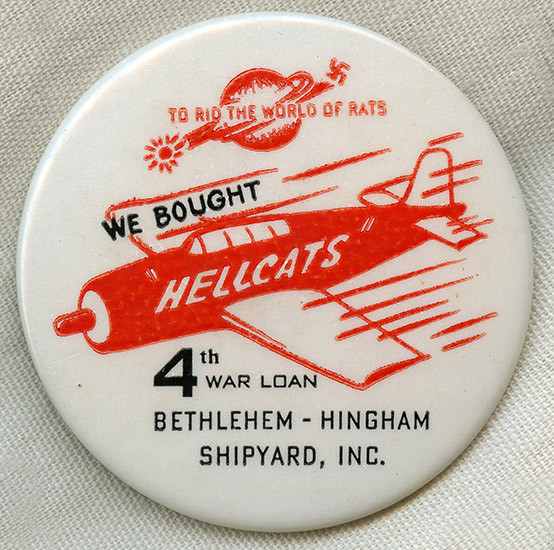 TO RID THE WORLD OF RATS
WE BOUGHT
HELLCATS
4th WAR LOAN
BETHLEHEM - HINGHAM
SHIPYARD, INC.